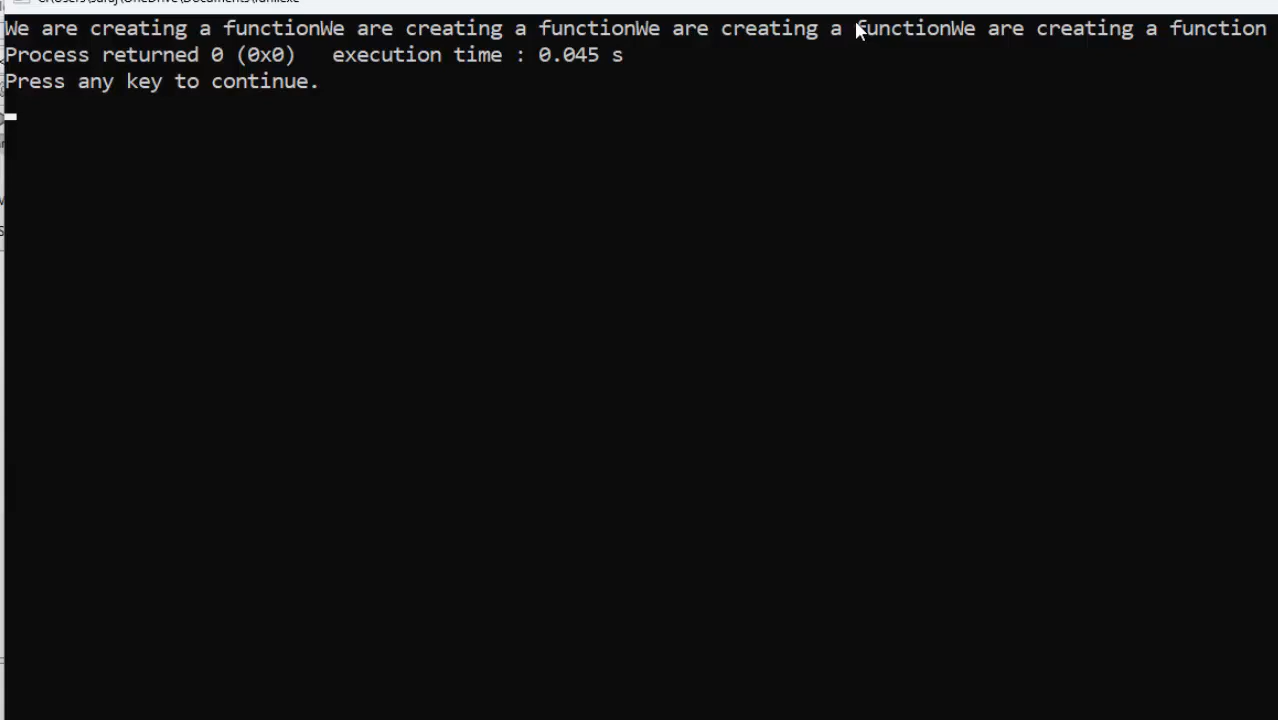 We are creating a functionWe are creating a functionWe are creating a functionWe are creating a function
Process returned 0 (0x0)   execution time : 0.045 s
Press any key to continue.